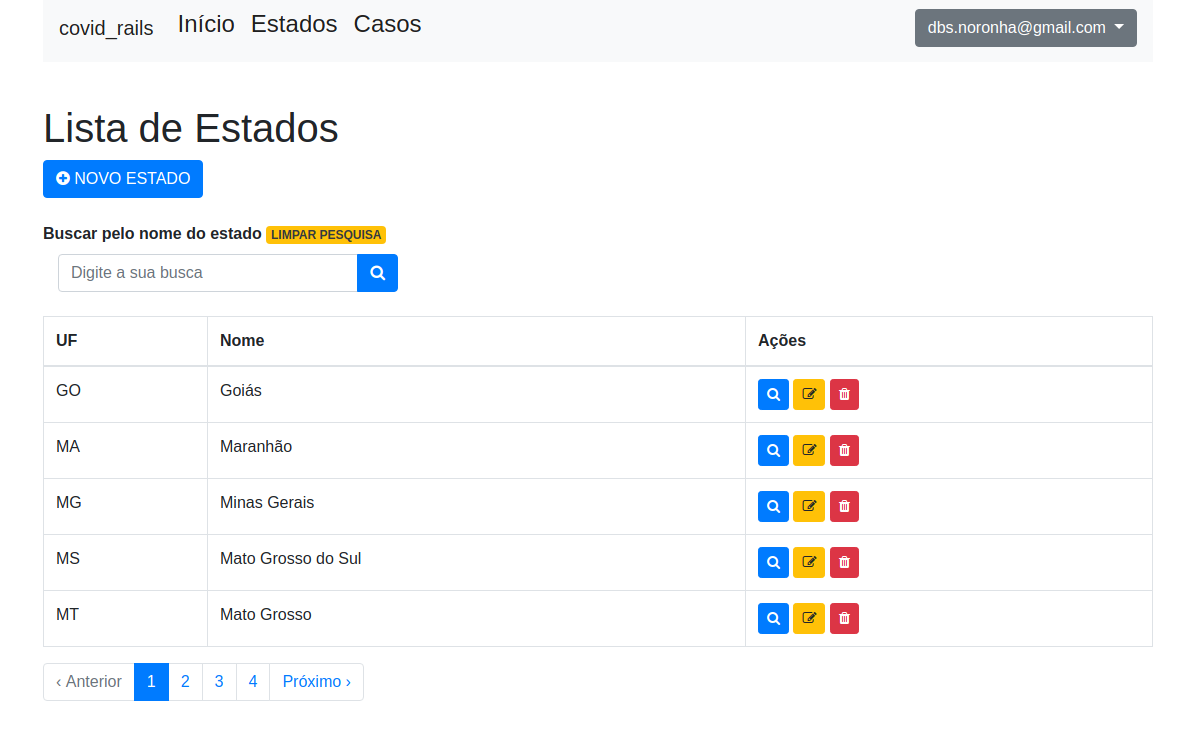 covid_rails Início Estados Casos dbs.noronha@gmail.com
Lista de Estados
NOVO ESTADO
Buscar pelo nome do estado LIMPAR PESQUISA
Digite a sua busca
UF Nome Ações
GO Goiás
MA Maranhão
MG Minas Gerais
MS Mato Grosso do Sul
MT Mato Grosso
‹ Anterior 1 2 3 4 Próximo ›